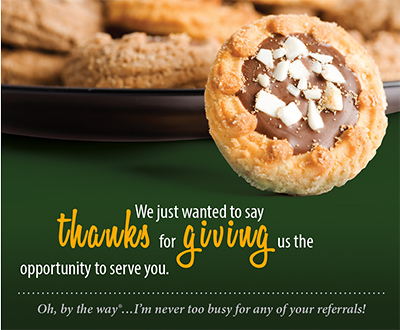 We just wanted to say
thanks for giving us the
opportunity to serve you.
Oh, by the way®…I'm never too busy for any of your referrals!